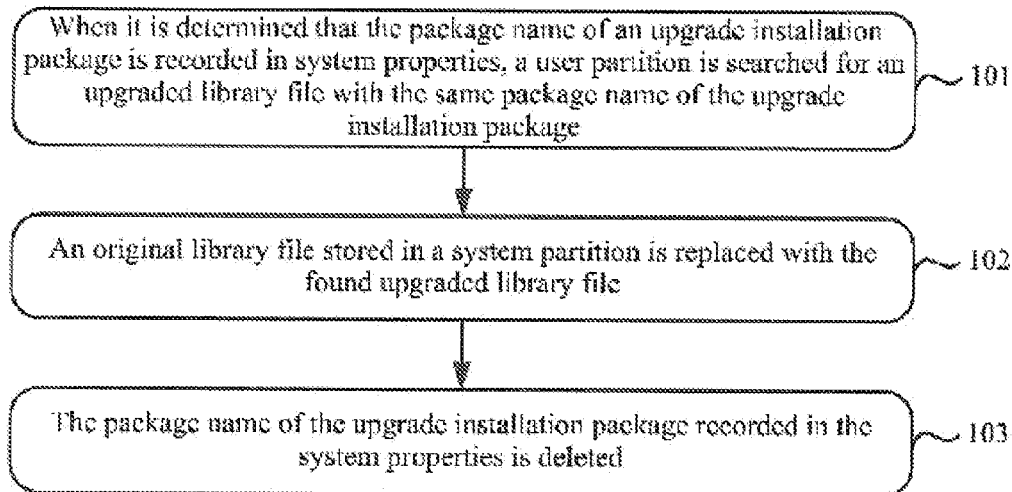 When it is determined that the package name of an upgrade installation
package is recorded in system properties, a user partition is searched for an
upgraded library file with the same package name of the upgrade
installation package
101
An original library file stored in a system partition is replaced with the
found upgraded library file
102
The package name of the upgrade installation package recorded in the
system properties is deleted
103